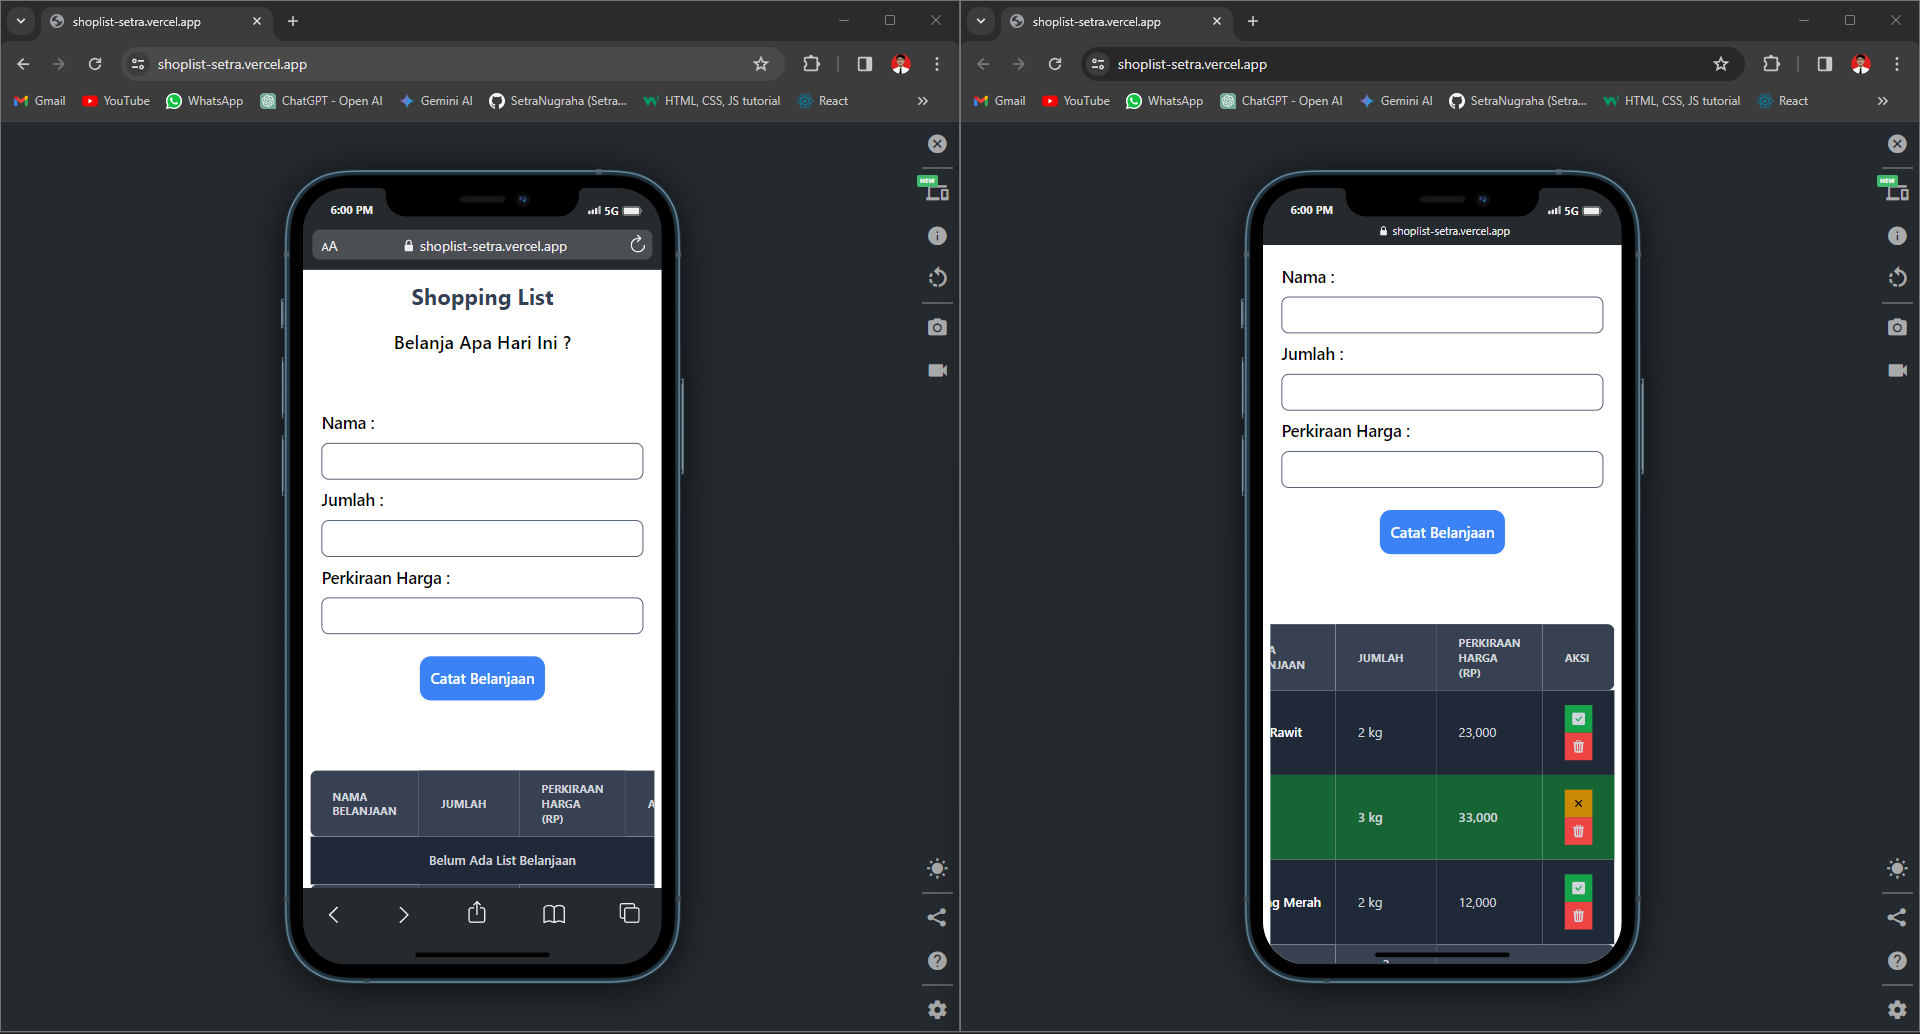 shoplist-setra.vercel.app
shoplist-setra.vercel.app
Gmail
YouTube
WhatsApp
ChatGPT - Open AI
Gemini AI
SetraNugraha (Setra...
HTML, CSS, JS tutorial
React
NEW
6:00 PM
5G
AA
shoplist-setra.vercel.app
Shopping List
Belanja Apa Hari Ini ?
Nama :
Jumlah :
Perkiraan Harga :
Catat Belanjaan
NAMA
BELANJAAN
JUMLAH
PERKIRAAN
HARGA
(RP)
A
Belum Ada List Belanjaan
shoplist-setra.vercel.app
shoplist-setra.vercel.app
Gmail
YouTube
WhatsApp
ChatGPT - Open AI
Gemini AI
SetraNugraha (Setra...
HTML, CSS, JS tutorial
React
NEW
6:00 PM
5G
shoplist-setra.vercel.app
Nama :
Jumlah :
Perkiraan Harga :
Catat Belanjaan
A
NJAAN
JUMLAH
PERKIRAAN
HARGA
(RP)
AKSI
Rawit
2 kg
23,000
3 kg
33,000
g Merah
2 kg
12,000